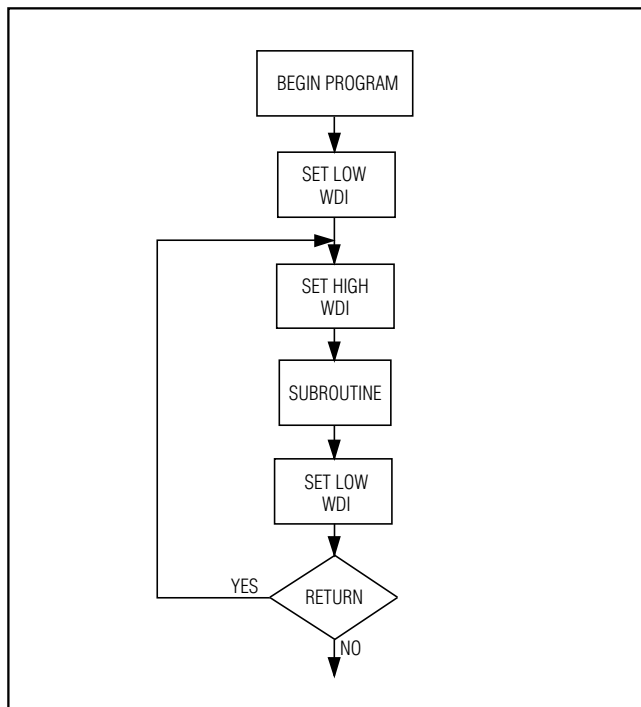 BEGIN PROGRAM
SET LOW
WDI
SET HIGH
WDI
SUBROUTINE
SET LOW
WDI
RETURN
YES
NO